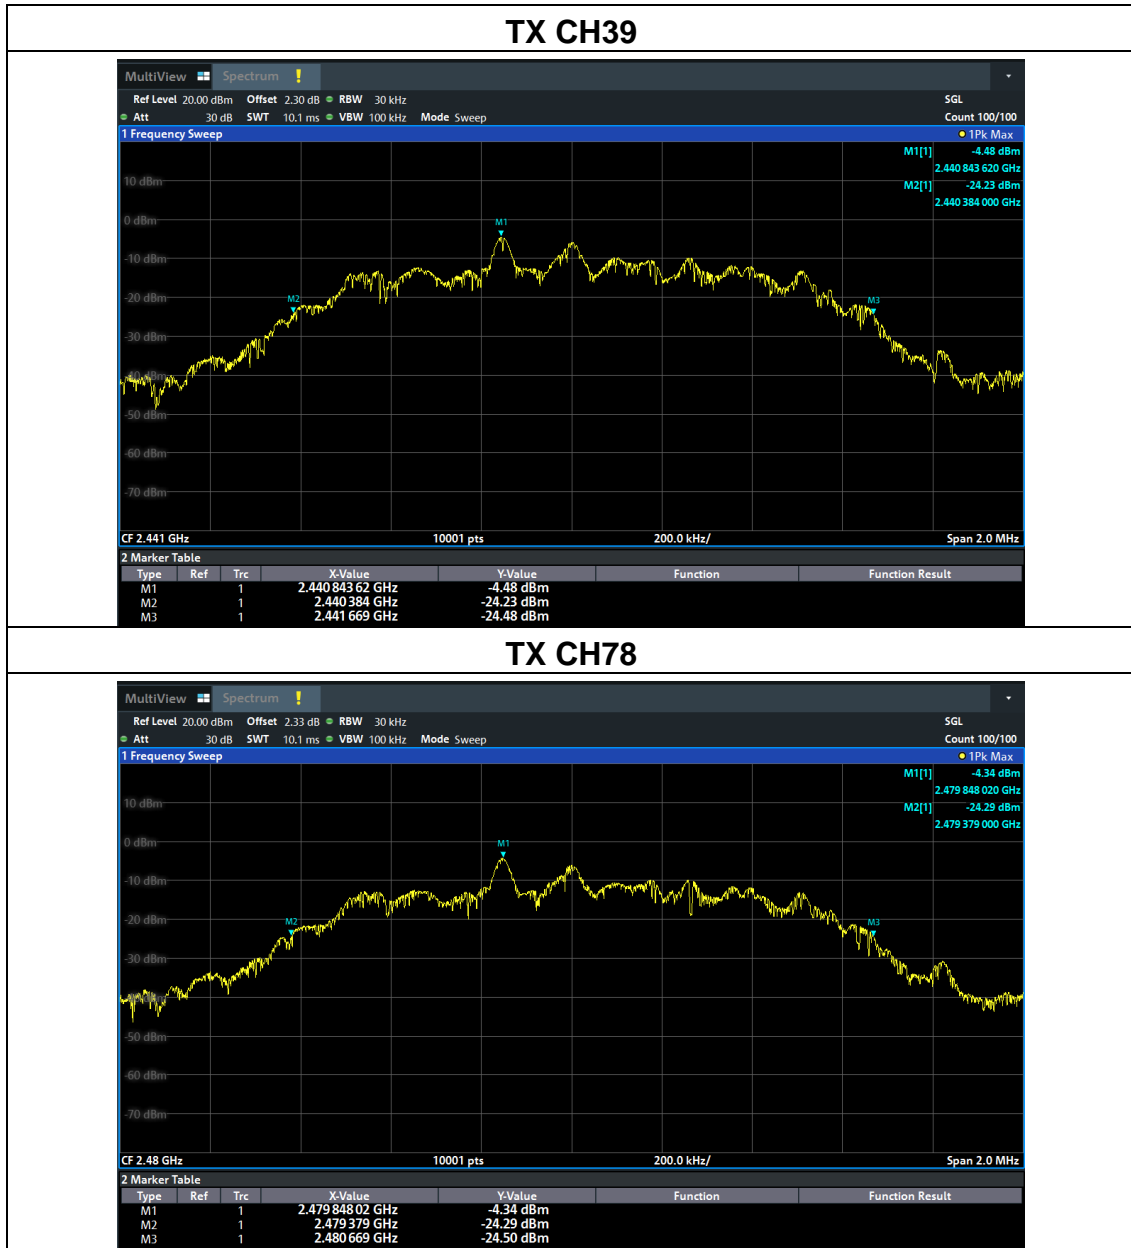 TX CH39
MultiView Spectrum !
Ref Level 20.00 dBm Offset 2.30 dB RBW 30 kHz SGL
Att 30 dB SWT 10.1 ms VBW 100 kHz Mode Sweep Count 100/100
1 Frequency Sweep 1Pk Max
M1[1] -4.48 dBm
2.440 843 620 GHz
10 dBm M2[1] -24.23 dBm
2.440 384 000 GHz
0 dBm
M1
-10 dBm
-20 dBm M2 M3
-30 dBm
-40 dBm
-50 dBm
-60 dBm
-70 dBm
CF 2.441 GHz 10001 pts 200.0 kHz/ Span 2.0 MHz
2 Marker Table
Type Ref Trc X-Value Y-Value Function Function Result
M1 1 2.440 843 62 GHz -4.48 dBm
M2 1 2.440 384 GHz -24.23 dBm
M3 1 2.441 669 GHz -24.48 dBm
TX CH78
MultiView Spectrum !
Ref Level 20.00 dBm Offset 2.33 dB RBW 30 kHz SGL
Att 30 dB SWT 10.1 ms VBW 100 kHz Mode Sweep Count 100/100
1 Frequency Sweep 1Pk Max
M1[1] -4.34 dBm
2.479 848 020 GHz
10 dBm M2[1] -24.29 dBm
2.479 379 000 GHz
0 dBm
M1
-10 dBm
-20 dBm M2 M3
-30 dBm
-50 dBm
-60 dBm
-70 dBm
CF 2.48 GHz 10001 pts 200.0 kHz/ Span 2.0 MHz
2 Marker Table
Type Ref Trc X-Value Y-Value Function Function Result
M1 1 2.479 848 02 GHz -4.34 dBm
M2 1 2.479 379 GHz -24.29 dBm
M3 1 2.480 669 GHz -24.50 dBm